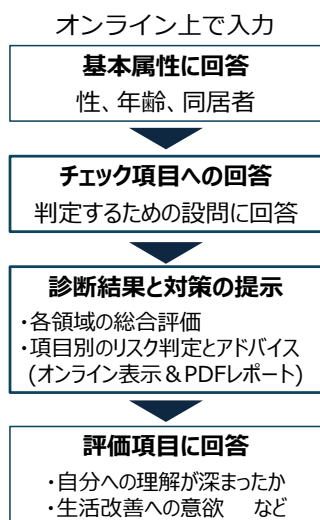 オンライン上で入力
基本属性に回答
性、年齢、同居者
チェック項目への回答
判定するための設問に回答
診断結果と対策の提示
・各領域の総合評価
・項目別のリスク判定とアドバイス
(オンライン表示＆PDFレポート)
評価項目に回答
・自分への理解が深まったか
・生活改善への意欲　など